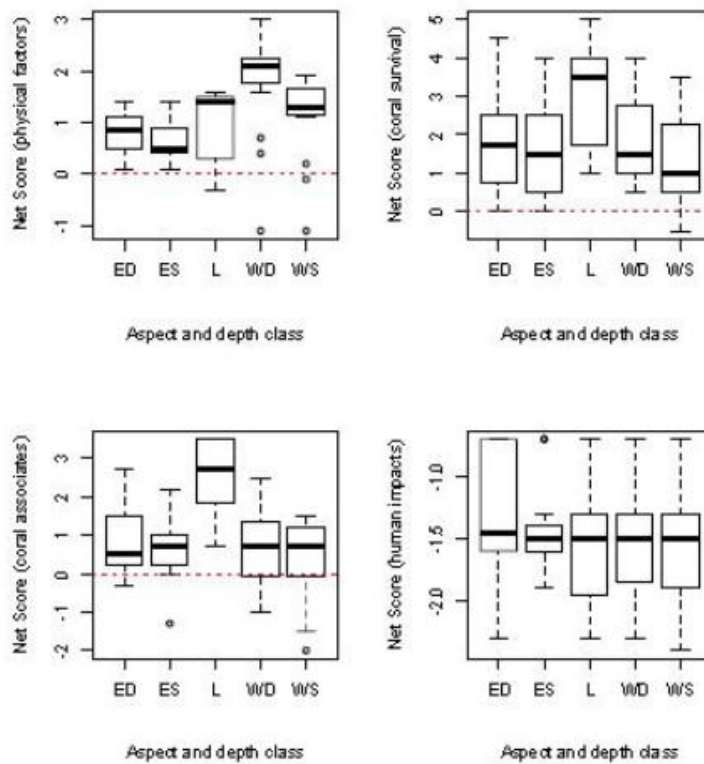 Net Score (physical factors)
3
2
1
0
-1
ED ES L WD WS
Aspect and depth class
Net Score (coral survival)
5
4
3
2
1
0
ED ES L WD WS
Aspect and depth class
Net Score (coral associates)
3
2
1
0
-1
-2
ED ES L WD WS
Aspect and depth class
Net Score (human impacts)
-1.0
-1.5
-2.0
ED ES L WD WS
Aspect and depth class